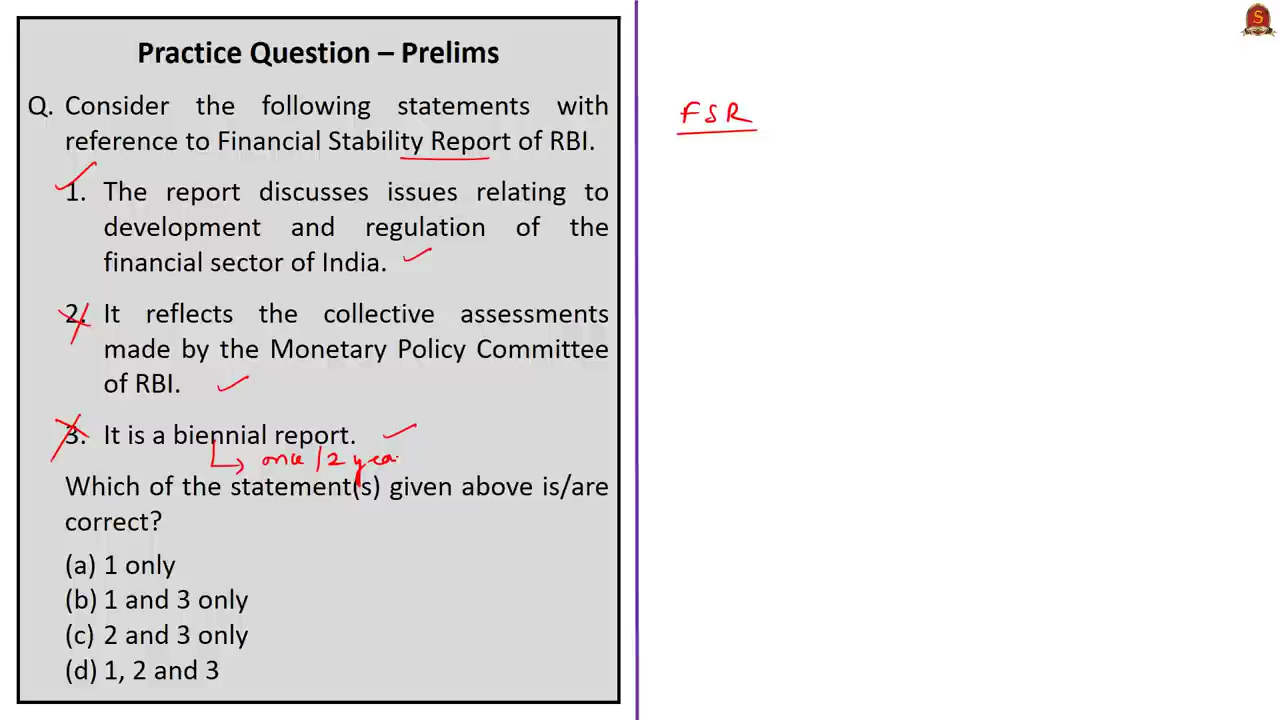 Practice Question – Prelims
Q. Consider the following statements with
reference to Financial Stability Report of RBI.
1. The report discusses issues relating to
development and regulation of the
financial sector of India.
2. It reflects the collective assessments
made by the Monetary Policy Committee
of RBI.
3. It is a biennial report.
once / 2 yea
Which of the statement(s) given above is/are
correct?
(a) 1 only
(b) 1 and 3 only
(c) 2 and 3 only
(d) 1, 2 and 3
FSR
S